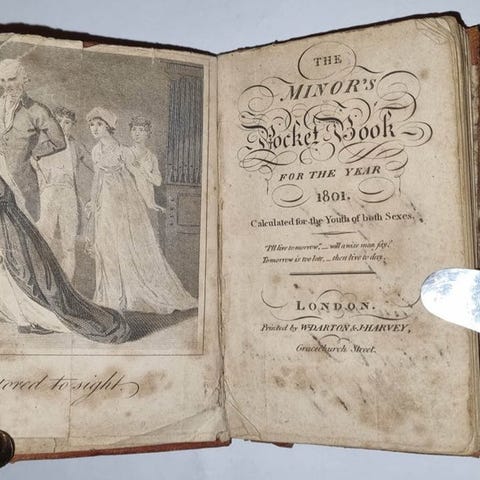 ored to sight.
THE
MINOR'S
Pocket Book
FOR THE YEAR
1801.
Calculated for the Youth of both Sexes.
"I'll live to morrow", _ will a wise man say?
Tomorrow is too late, _ then live to day.
LONDON.
Printed by W. DARTON & J. HARVEY,
Gracechurch Street.